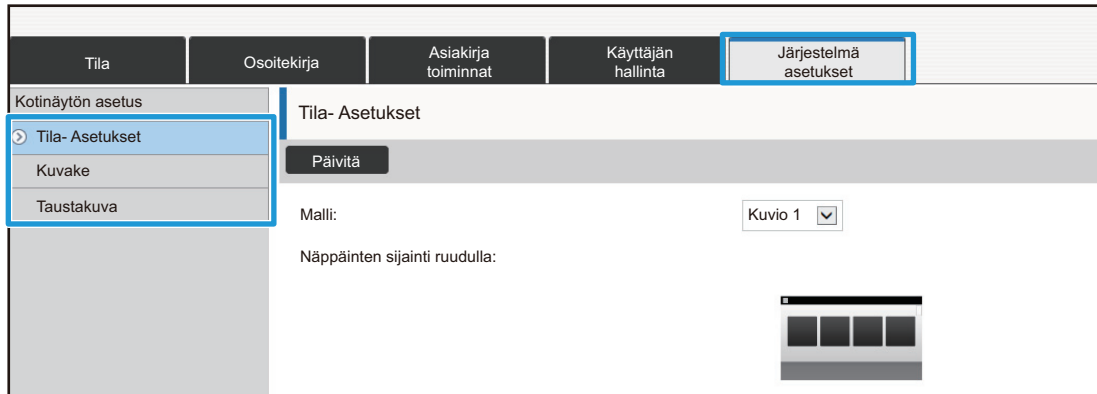 Tila
Osoitekirja
Asiakirja
toiminnat
Käyttäjän
hallinta
Järjestelmä
asetukset
Kotinäytön asetus
Tila- Asetukset
Kuvake
Taustakuva
Tila- Asetukset
Päivitä
Malli:
Kuvio 1
Näppäinten sijainti ruudulla: